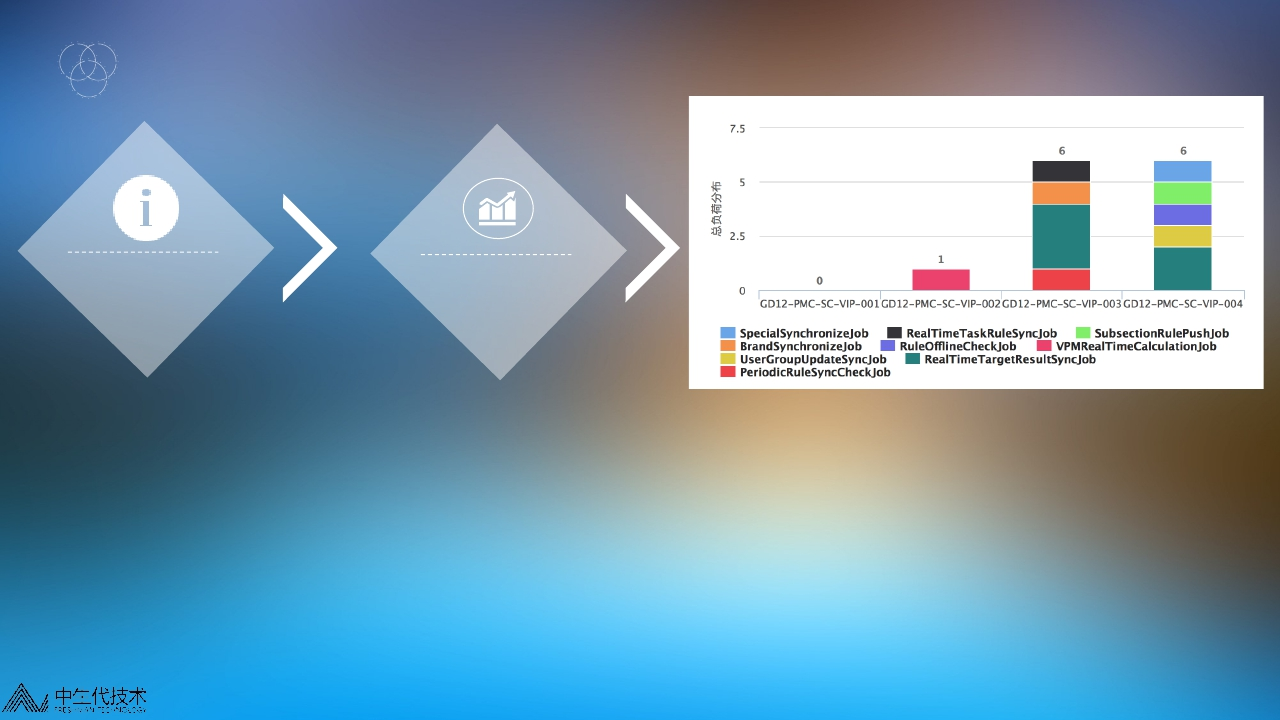 7.5
5
2.5
0
总负荷分布
0
1
6
6
GD12-PMC-SC-VIP-001
GD12-PMC-SC-VIP-002
GD12-PMC-SC-VIP-003
GD12-PMC-SC-VIP-004
SpecialSynchronizeJob RealTimeTaskRuleSyncJob SubsectionRulePushJob
BrandSynchronizeJob RuleOfflineCheckJob VPMRealTimeCalculationJob
UserGroupUpdateSyncJob RealTimeTargetResultSyncJob
PeriodicRuleSyncCheckJob
中生代技术